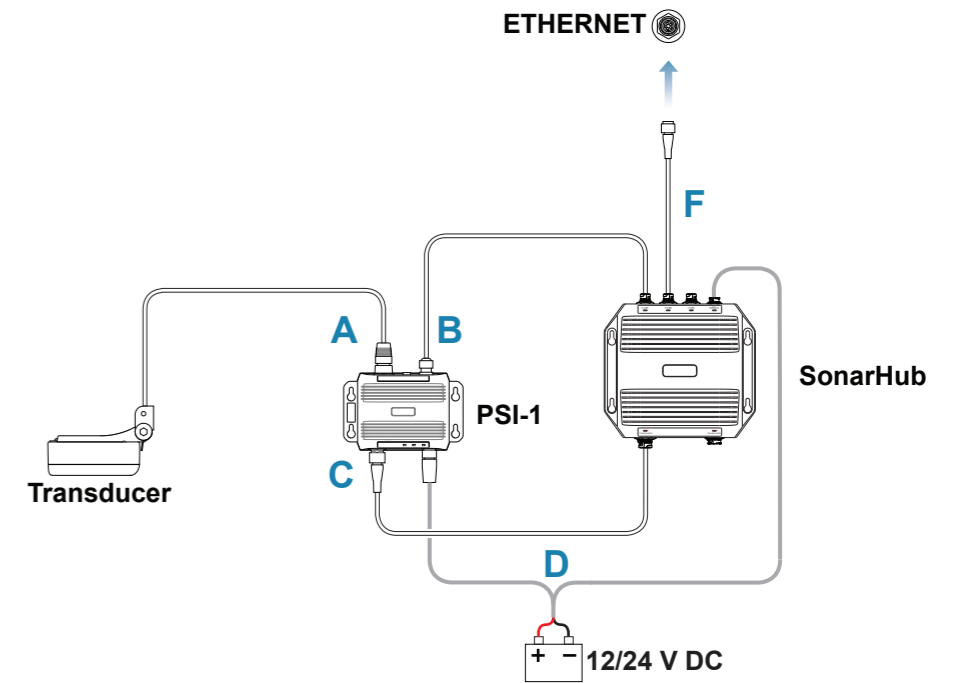 ETHERNET
F
A
B
SonarHub
PSI-1
C
Transducer
D
+ −
12/24 V DC